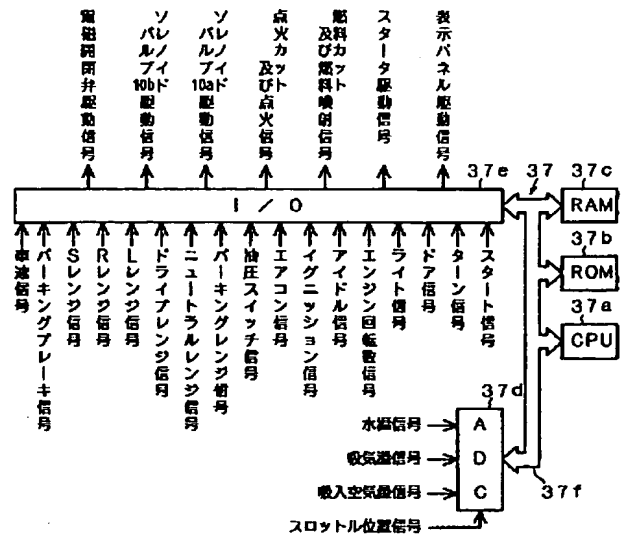 電磁開閉弁駆動信号
ソレノイド
バルブ10b駆動信号
ソレノイド
バルブ10a駆動信号
点火カット
及び点火信号
燃料カット
及び燃料噴射信号
スタータ駆動信号
表示パネル駆動信号
37e
37
37c
I/O
RAM
37b
ROM
37a
CPU
車速信号
パーキングブレーキ信号
Sレンジ信号
Rレンジ信号
Lレンジ信号
ドライブレンジ信号
ニュートラルレンジ信号
パーキングレンジ信号
油圧スイッチ信号
エアコン信号
イグニッション信号
アイドル信号
エンジン回転数信号
ライト信号
ドア信号
ターン信号
スタート信号
37d
水温信号
A
吸気温信号
D
吸入空気量信号
C
37f
スロットル位置信号